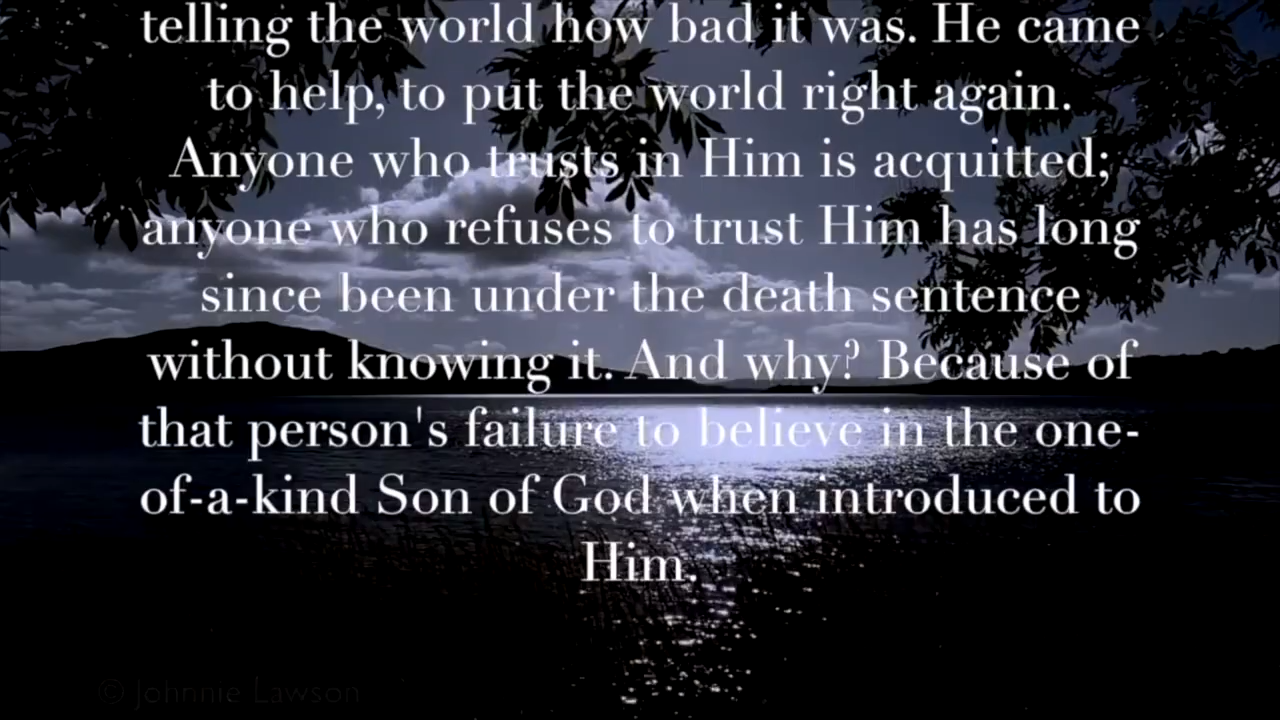 telling the world how bad it was. He came
to help, to put the world right again.
Anyone who trusts in Him is acquitted;
anyone who refuses to trust Him has long
since been under the death sentence
without knowing it. And why? Because of
that person's failure to believe in the one-
of-a-kind Son of God when introduced to
Him.
© Johnnie Lawson